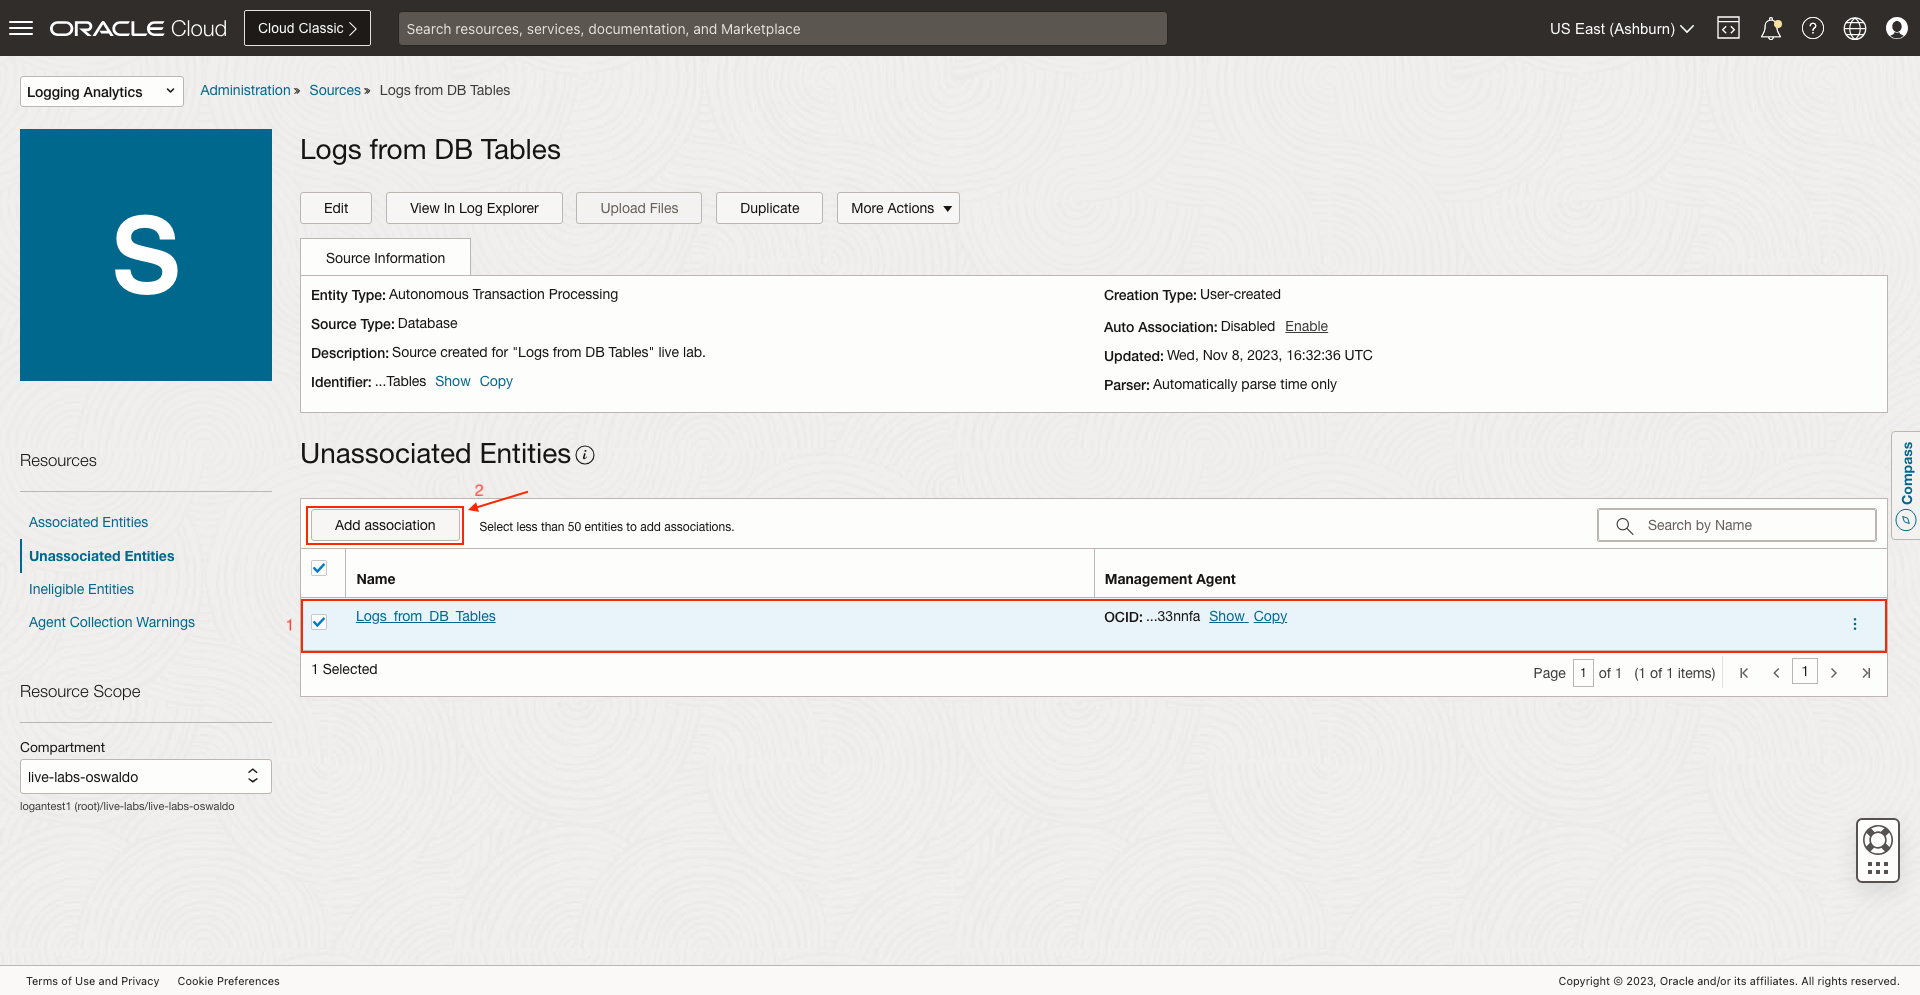 ORACLE Cloud
Cloud Classic
Search resources, services, documentation, and Marketplace
US East (Ashburn)
Logging Analytics
Administration » Sources » Logs from DB Tables
S
Logs from DB Tables
Edit
View In Log Explorer
Upload Files
Duplicate
More Actions
Source Information
Entity Type: Autonomous Transaction Processing
Source Type: Database
Description: Source created for "Logs from DB Tables" live lab.
Identifier: ...Tables Show Copy
Creation Type: User-created
Auto Association: Disabled Enable
Updated: Wed, Nov 8, 2023, 16:32:36 UTC
Parser: Automatically parse time only
Resources
Associated Entities
Unassociated Entities
Ineligible Entities
Agent Collection Warnings
Resource Scope
Compartment
live-labs-oswaldo
logantest1 (root)/live-labs/live-labs-oswaldo
Unassociated Entities i
2
Add association
Select less than 50 entities to add associations.
Search by Name
Name
Management Agent
1
Logs_from_DB_Tables
OCID: ...33nnfa Show Copy
1 Selected
Page 1 of 1 (1 of 1 items)
1
Compass
Terms of Use and Privacy
Cookie Preferences
Copyright © 2023, Oracle and/or its affiliates. All rights reserved.